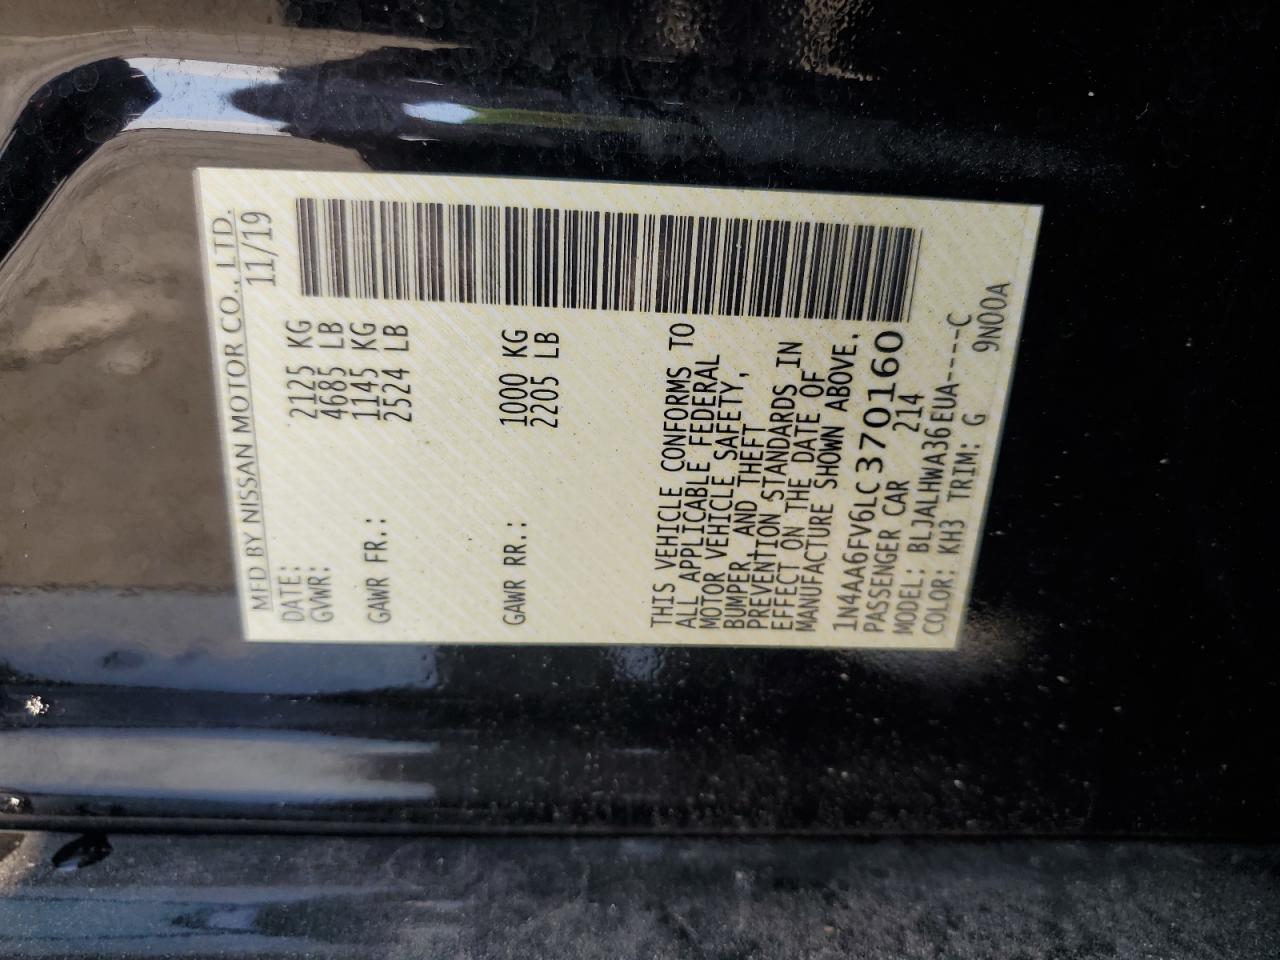 MFD BY NISSAN MOTOR CO., LTD.
DATE: 11/19
GVWR: 2125 KG
4685 LB
GAWR FR.: 1145 KG
2524 LB
GAWR RR.: 1000 KG
2205 LB
THIS VEHICLE CONFORMS TO
ALL APPLICABLE FEDERAL
MOTOR VEHICLE SAFETY,
BUMPER, AND THEFT
PREVENTION STANDARDS IN
EFFECT ON THE DATE OF
MANUFACTURE SHOWN ABOVE.
1N4AA6FV6LC370160
PASSENGER CAR 214
MODEL: BLJALHWA36EUA----C
COLOR: KH3 TRIM: G 9N00A